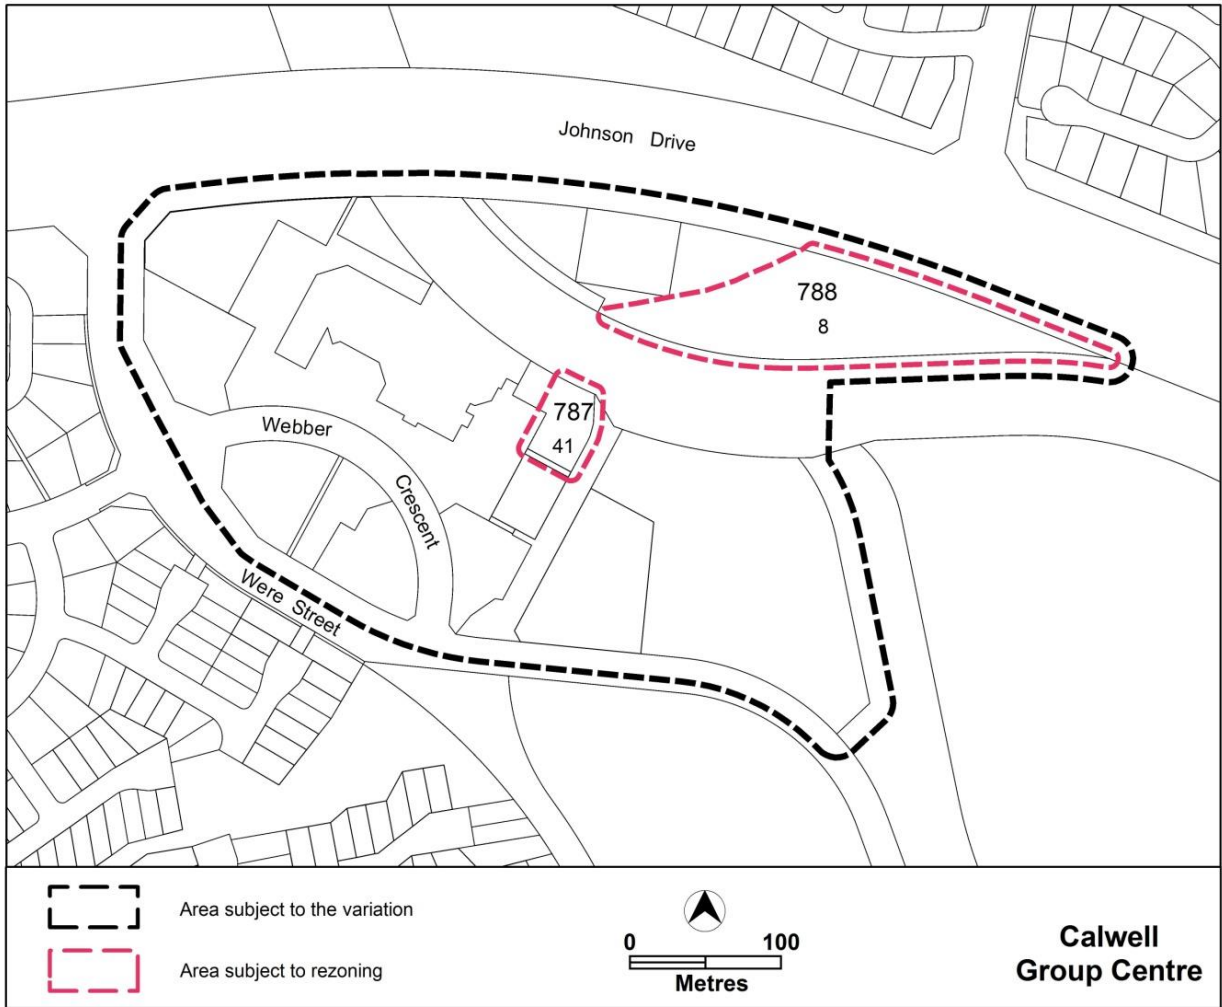 Johnson Drive
788
8
787
41
Webber
Crescent
Were Street
Area subject to the variation
Area subject to rezoning
0 100
Metres
Calwell
Group Centre